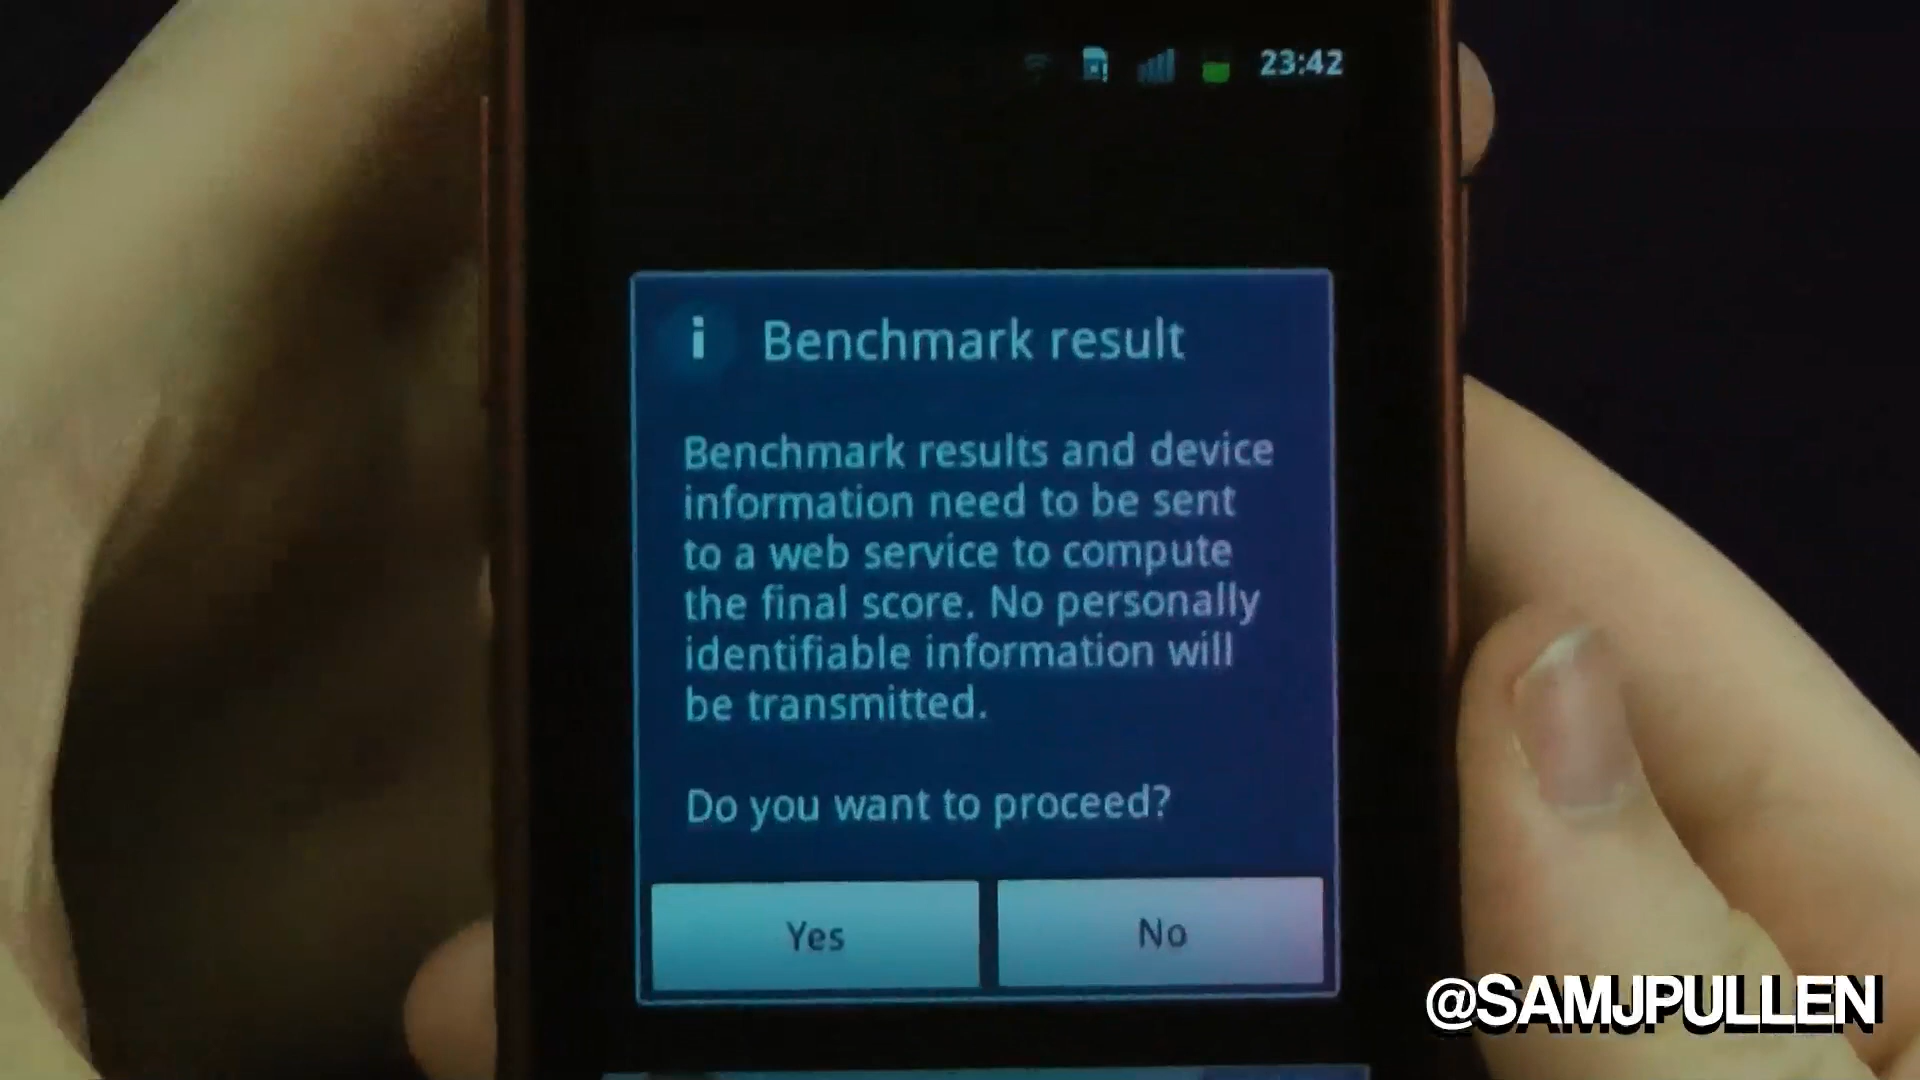 23:42
i Benchmark result
Benchmark results and device
information need to be sent
to a web service to compute
the final score. No personally
identifiable information will
be transmitted.
Do you want to proceed?
Yes No
@SAMJPULLEN